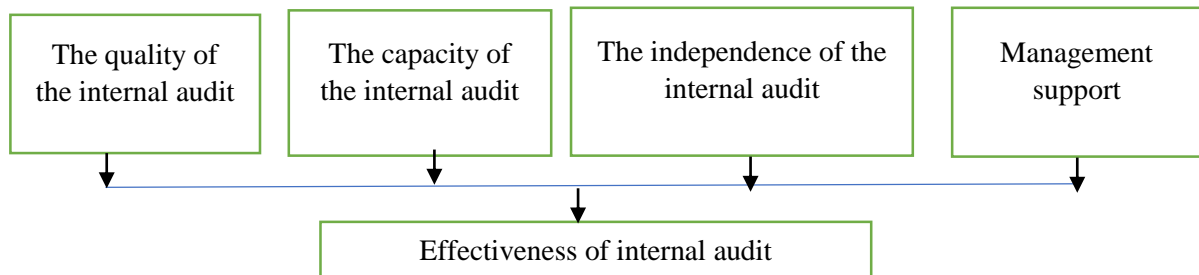 The quality of
the internal audit
The capacity of
the internal audit
The independence of the
internal audit
Management
support
Effectiveness of internal audit